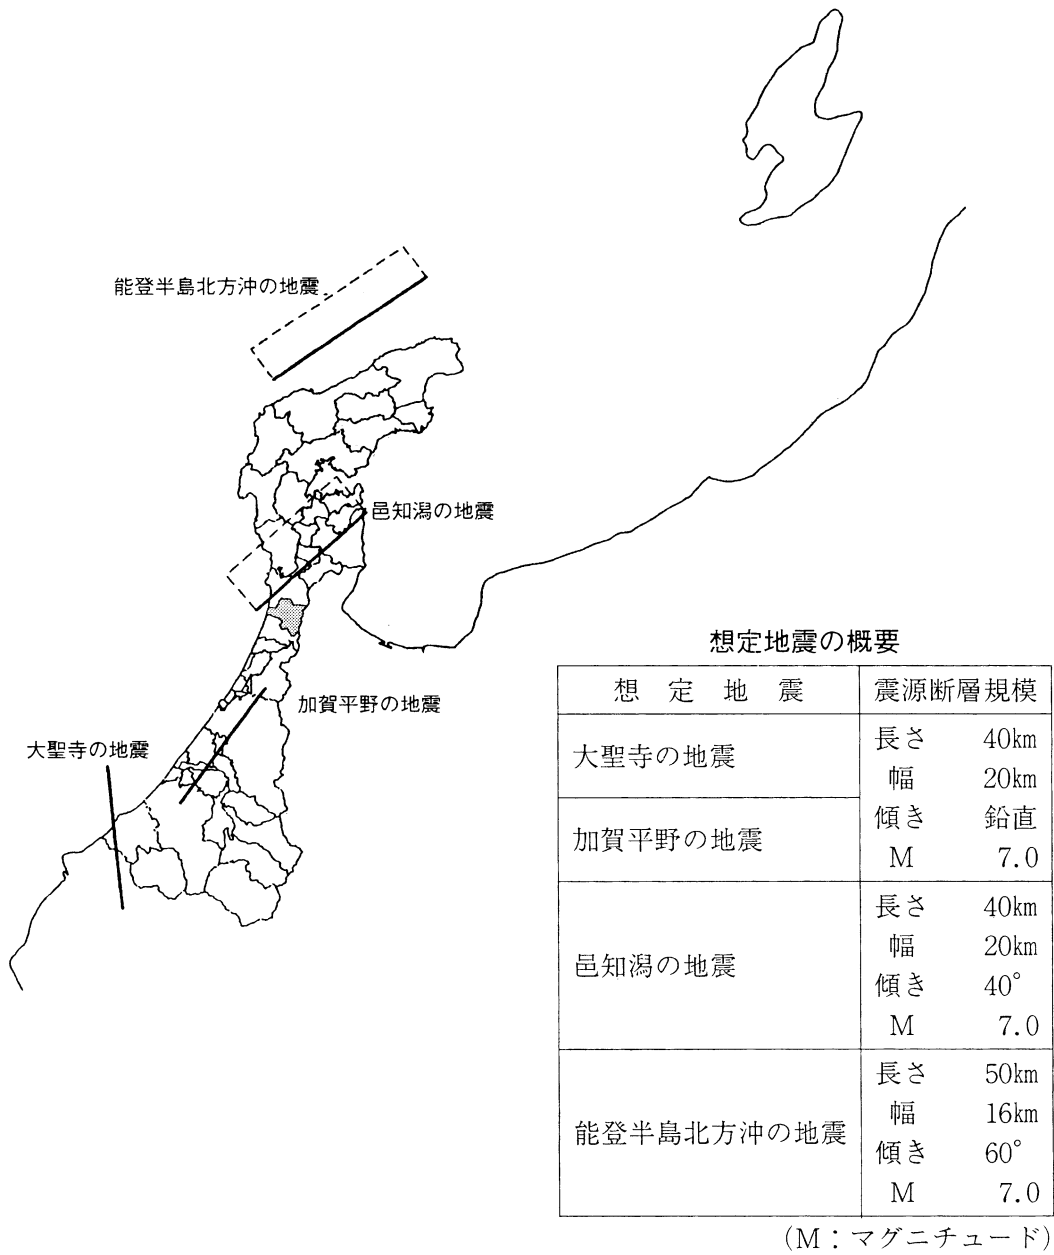 能登半島北方沖の地震
邑知潟の地震
加賀平野の地震
大聖寺の地震
想定地震の概要
想定地震 震源断層規模
大聖寺の地震
加賀平野の地震
長さ 40㎞
幅 20㎞
傾き 鉛直
M 7.0
邑知潟の地震
長さ 40㎞
幅 20㎞
傾き 40°
M 7.0
能登半島北方沖の地震
長さ 50㎞
幅 16㎞
傾き 60°
M 7.0
(M:マグニチュード)